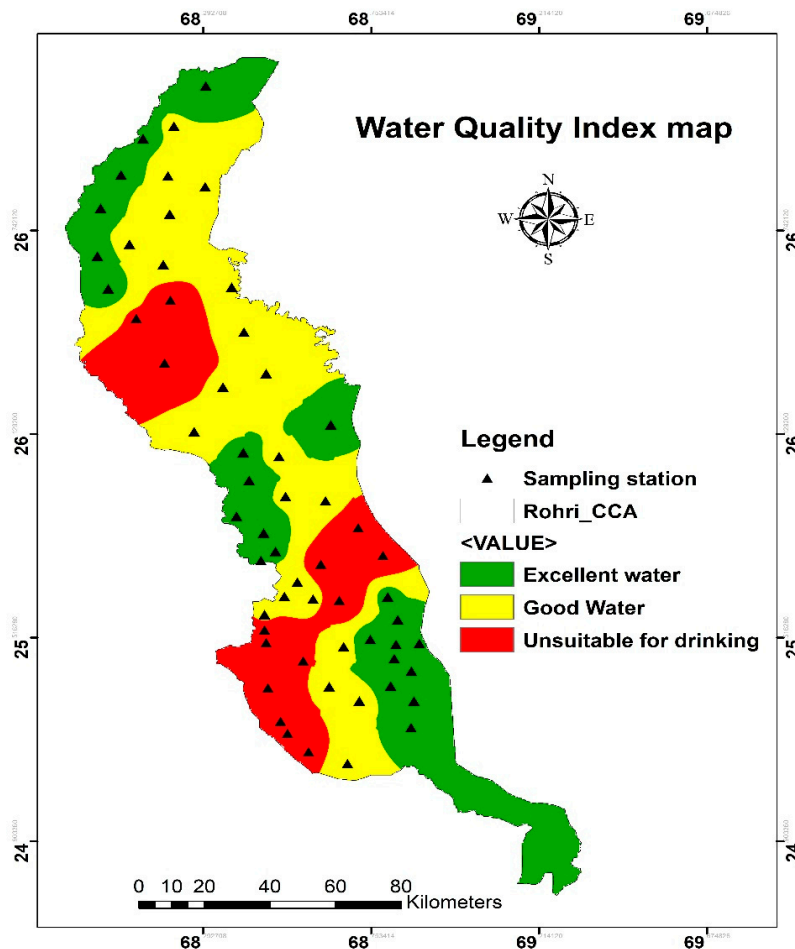 68 68 69 69
Water Quality Index map
N
W E
S
26 26
26 26
25 25
24 24
Legend
Sampling station
Rohri_CCA
<VALUE>
Excellent water
Good Water
Unsuitable for drinking
0 10 20 40 60 80
Kilometers
68 68 69 69